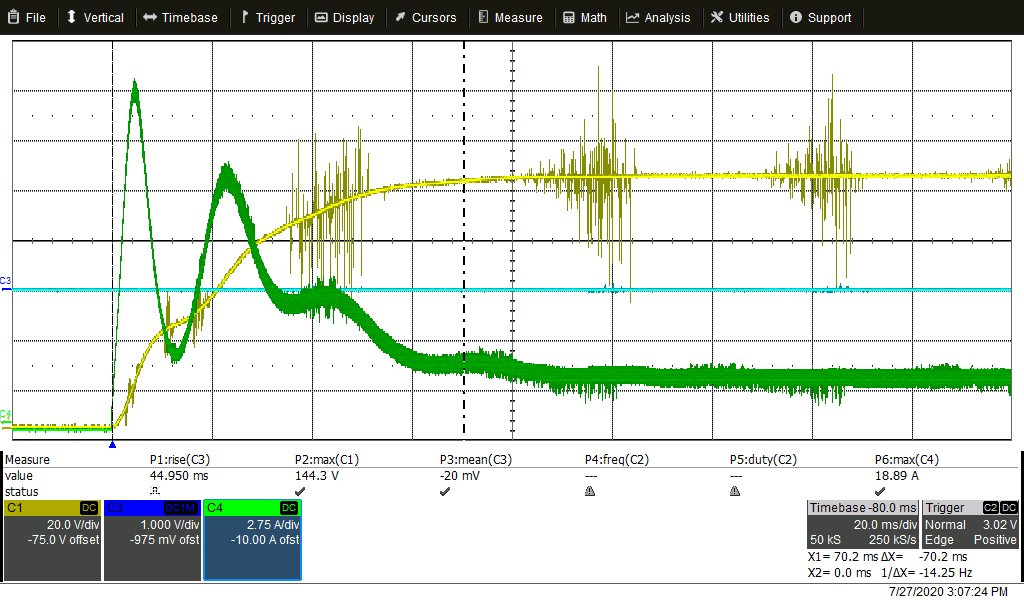 File Vertical Timebase Trigger Display Cursors Measure Math Analysis Utilities Support
C3
C4
Measure P1:rise(C3) P2:max(C1) P3:mean(C3) P4:freq(C2) P5:duty(C2) P6:max(C4)
value 44.950 ms 144.3 V -20 mV --- --- 18.89 A
status
C1 DC
20.0 V/div
-75.0 V offset
C3 DC1M
1.000 V/div
-975 mV ofst
C4 DC
2.75 A/div
-10.00 A ofst
Timebase -80.0 ms
20.0 ms/div
50 kS 250 kS/s
Trigger C2 DC
Normal 3.02 V
Edge Positive
X1= 70.2 ms ΔX= -70.2 ms
X2= 0.0 ms 1/ΔX= -14.25 Hz
7/27/2020 3:07:24 PM